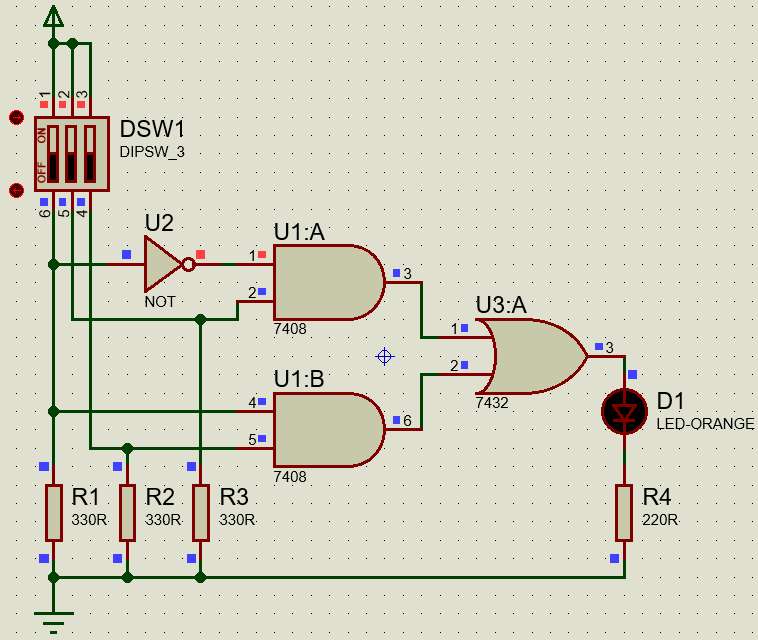 1 2 3
ON
OFF
DSW1
DIPSW_3
6 5 4
U2
NOT
U1:A
1
2
3
7408
U3:A
1
2
3
7432
U1:B
4
5
6
7408
D1
LED-ORANGE
R1
330R
R2
330R
R3
330R
R4
220R